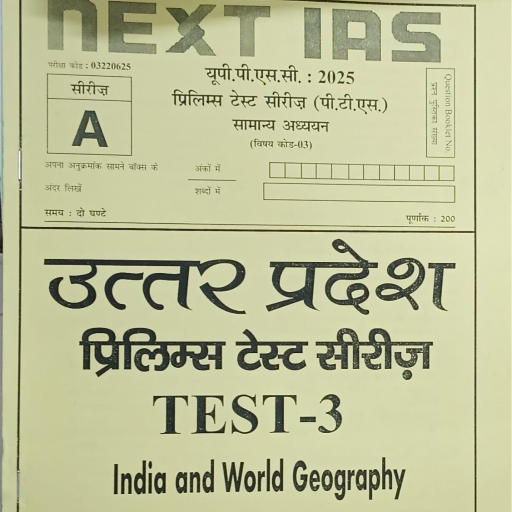 NEXT IAS
परीक्षा कोड : 03220625
सीरीज़
A
यूपी.पी.एस.सी. : 2025
प्रिलिम्स टेस्ट सीरीज़ (पी.टी.एस.)
सामान्य अध्ययन
(विषय कोड-03)
Question Booklet No.
प्रश्न पुस्तिका संख्या
अपना अनुक्रमांक सामने बॉक्स के
अंदर लिखें
अंकों में
शब्दों में
समय : दो घण्टे
पूर्णांक : 200
उत्तर प्रदेश
प्रिलिम्स टेस्ट सीरीज़
TEST-3
India and World Geography